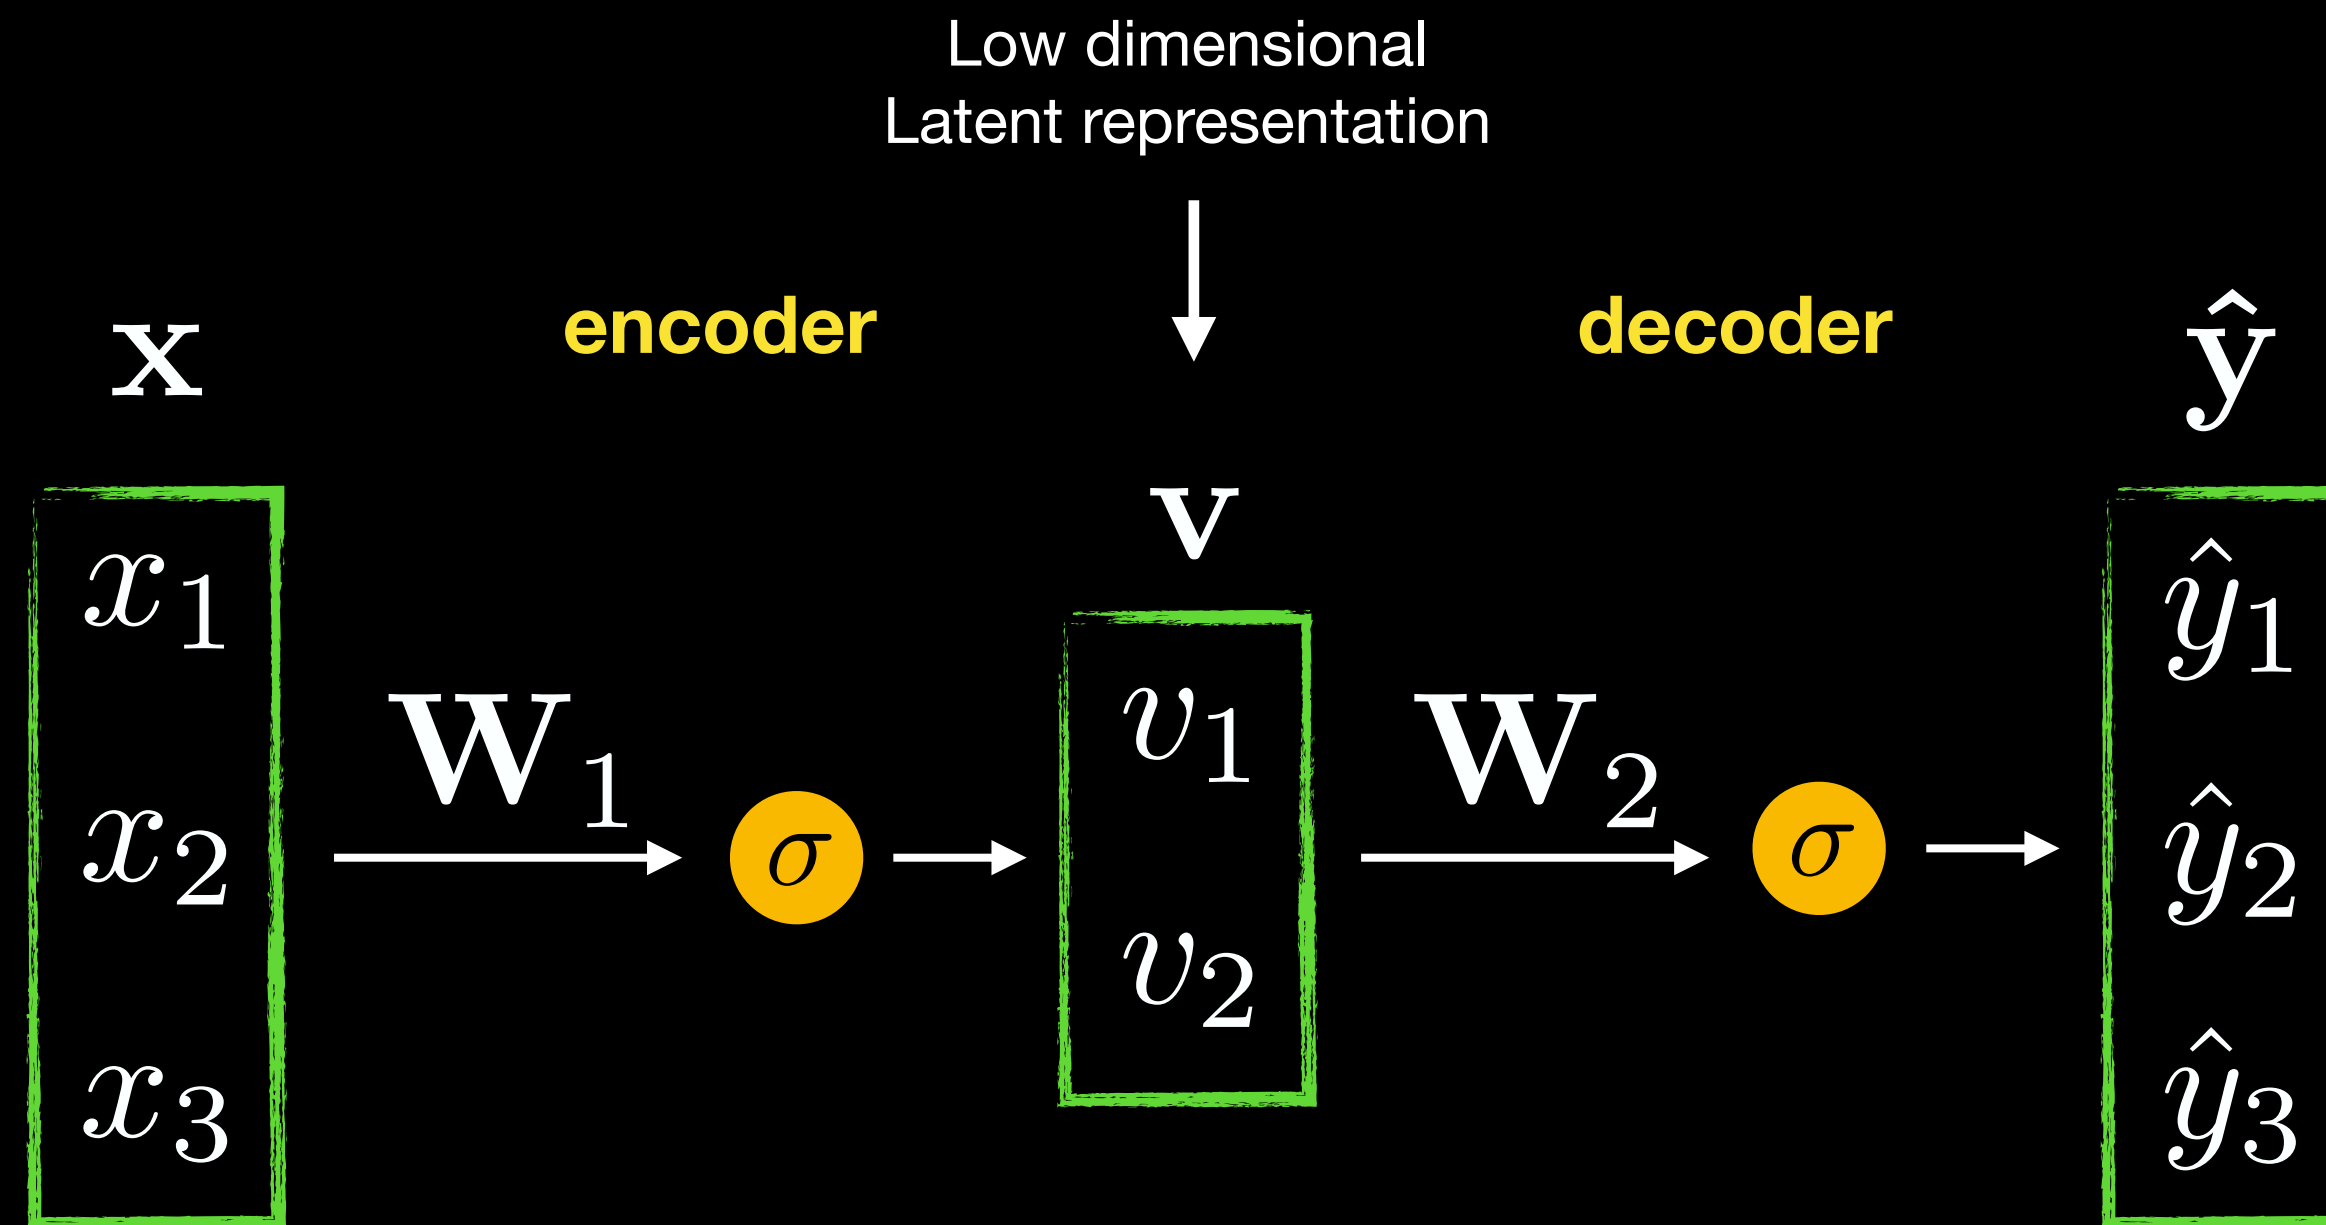 Low dimensional
Latent representation
x
encoder
decoder
ŷ
v
x₁
ŷ₁
W₁
v₁
W₂
x₂
σ
σ
ŷ₂
v₂
x₃
ŷ₃